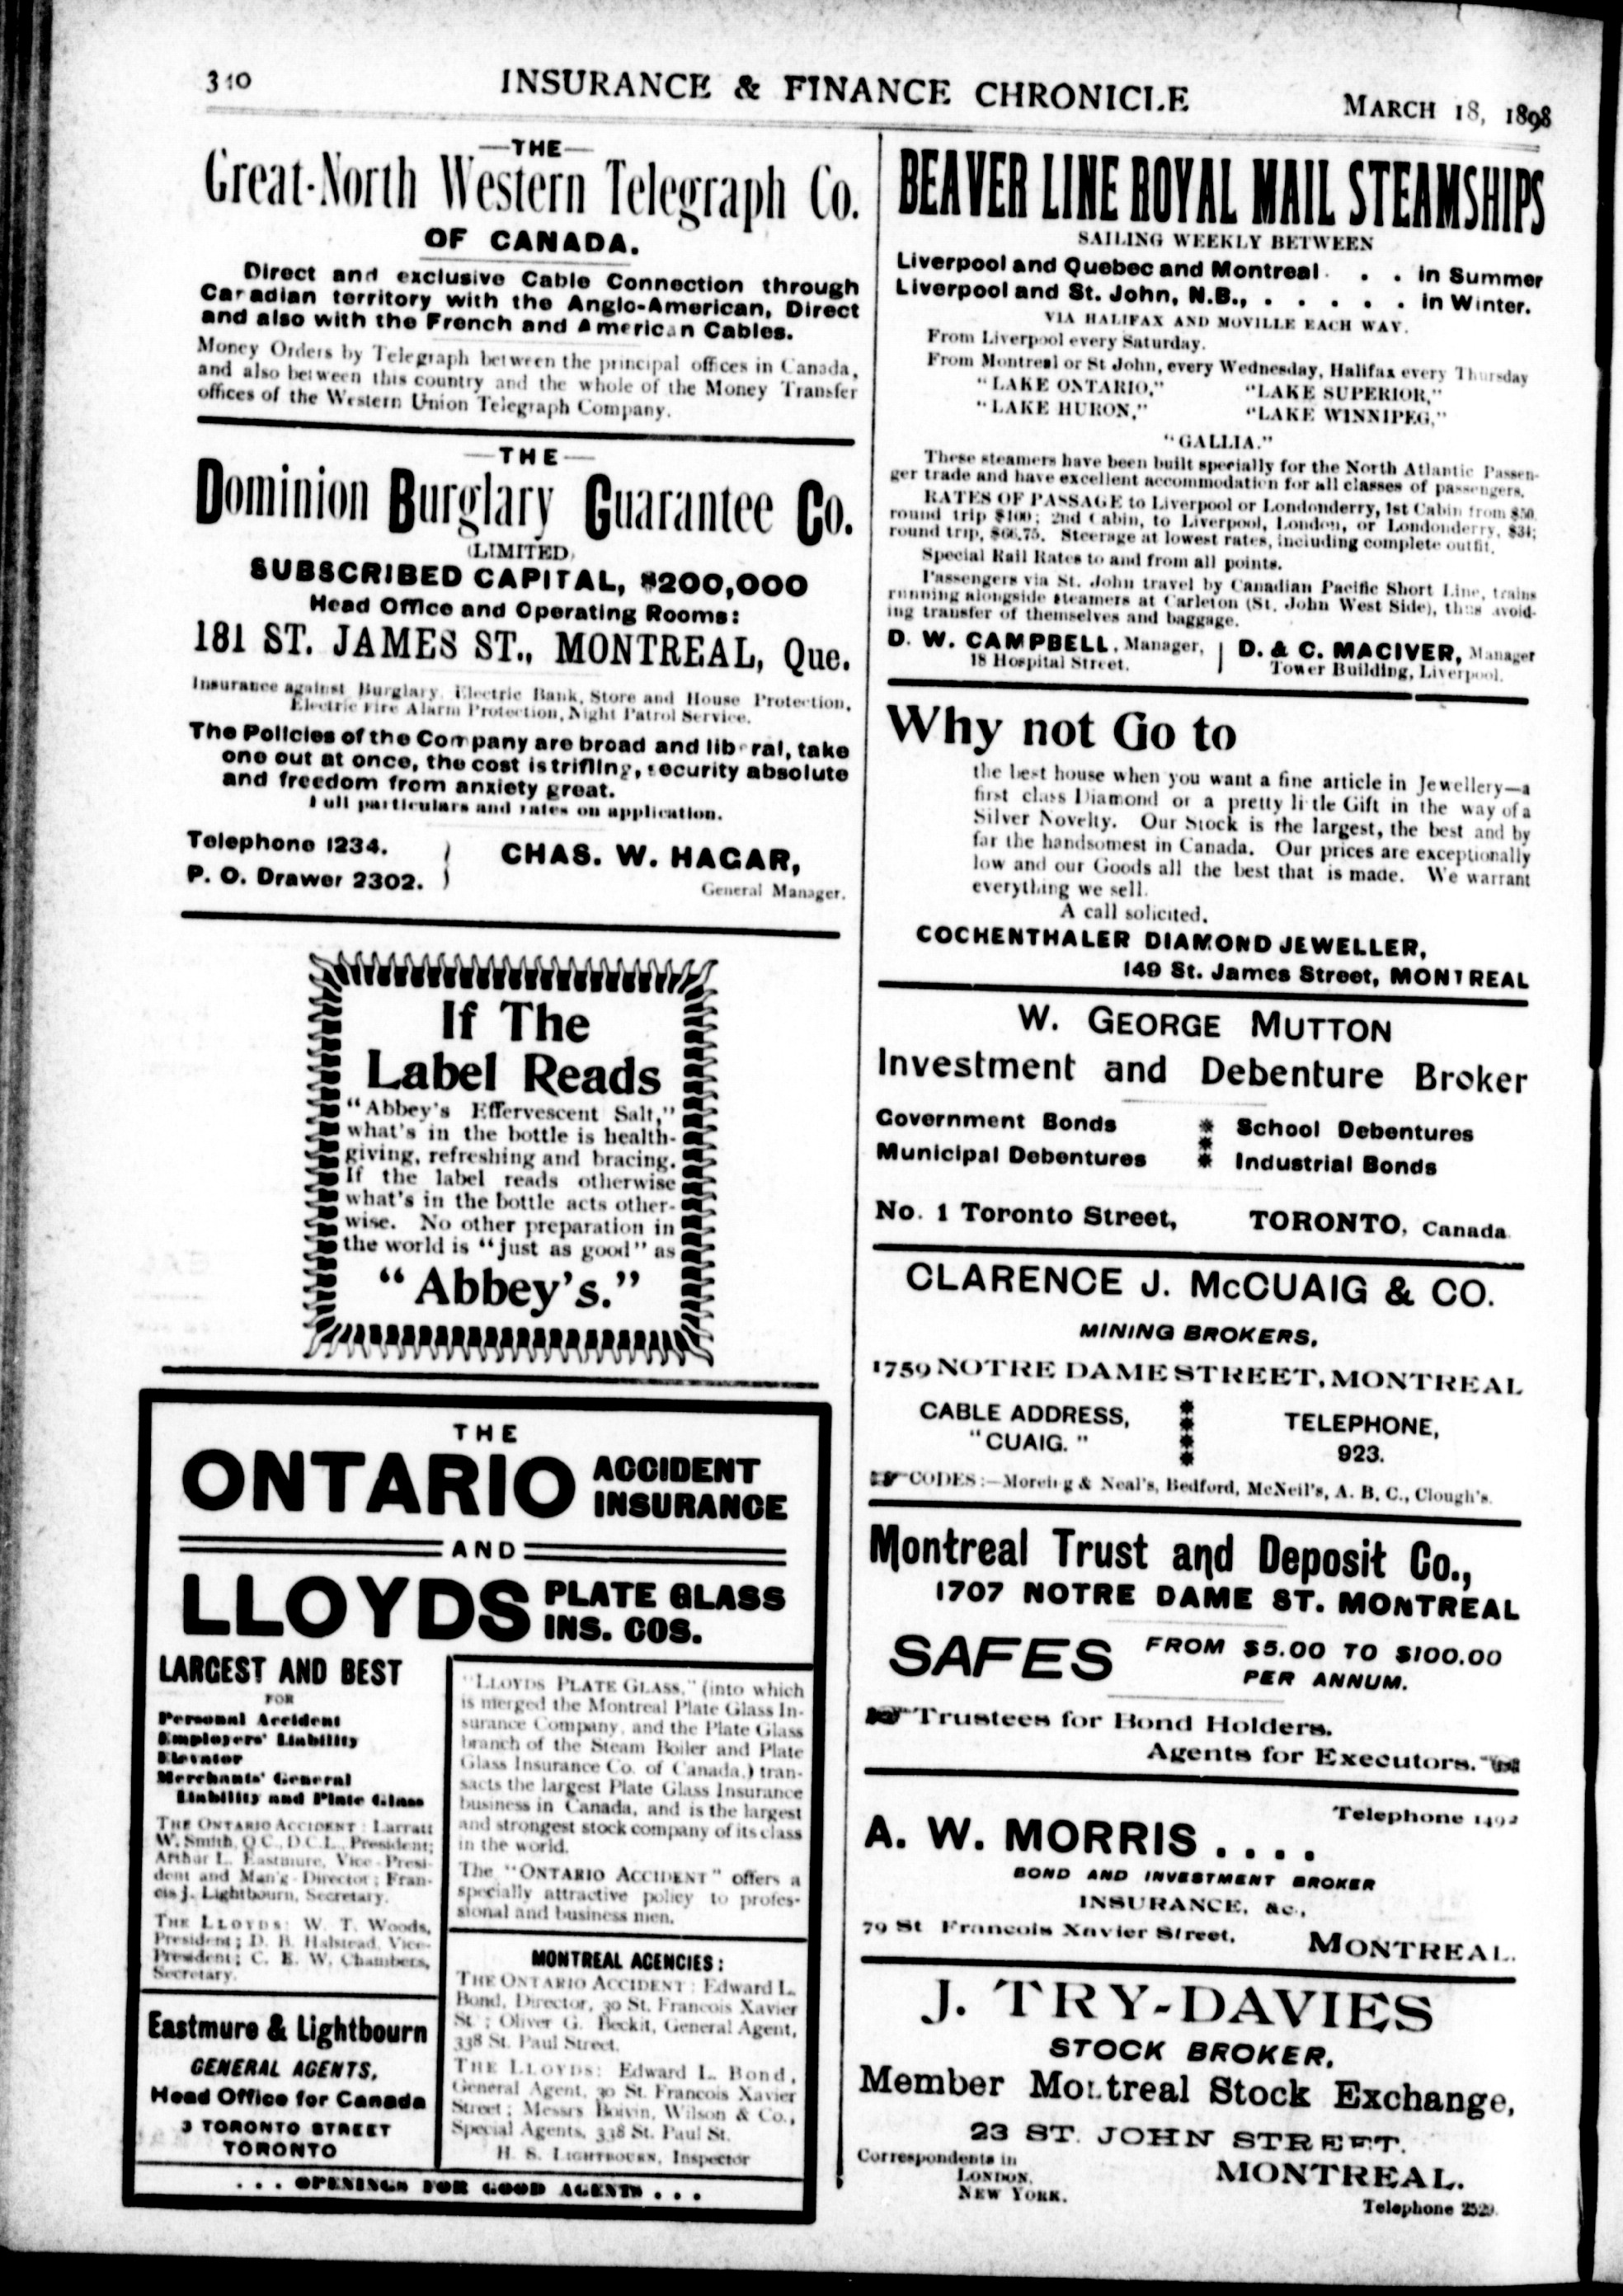 310
INSURANCE & FINANCE CHRONICLE
MARCH 18, 1898
—THE—
Great-North Western Telegraph Co.
OF CANADA.
Direct and exclusive Cable Connection through
Canadian territory with the Anglo-American, Direct
and also with the French and American Cables.
Money Orders by Telegraph between the principal offices in Canada,
and also between this country and the whole of the Money Transfer
offices of the Western Union Telegraph Company.
—THE—
Dominion Burglary Guarantee Co.
(LIMITED)
SUBSCRIBED CAPITAL, $200,000
Head Office and Operating Rooms:
181 ST. JAMES ST., MONTREAL, Que.
Insurance against Burglary, Electric Bank, Store and House Protection,
Electric Fire Alarm Protection, Night Patrol Service.
The Policies of the Company are broad and liberal, take
one out at once, the cost is trifling, security absolute
and freedom from anxiety great.
Full particulars and rates on application.
Telephone 1234.
P. O. Drawer 2302.
CHAS. W. HAGAR,
General Manager.
If The
Label Reads
"Abbey's Effervescent Salt,"
what's in the bottle is health-
giving, refreshing and bracing.
If the label reads otherwise
what's in the bottle acts other-
wise. No other preparation in
the world is "just as good" as
"Abbey's."
THE
ONTARIO ACCIDENT
INSURANCE
AND
LLOYDS PLATE GLASS
INS. COS.
LARGEST AND BEST
FOR
Personal Accident
Employers' Liability
Elevator
Merchants' General
Liability and Plate Glass
THE ONTARIO ACCIDENT: Larratt
W. Smith, Q C., D C.L., President;
Arthur L. Eastmure, Vice-Presi-
dent and Man'g-Director; Fran-
cis J. Lightbourn, Secretary.
THE LLOYDS: W. T. Woods,
President; D. B. Halstead, Vice-
President; C. E. W. Chambers,
Secretary.
Eastmure & Lightbourn
GENERAL AGENTS,
Head Office for Canada
3 TORONTO STREET
TORONTO
"LLOYDS PLATE GLASS," (into which
is merged the Montreal Plate Glass In-
surance Company, and the Plate Glass
branch of the Steam Boiler and Plate
Glass Insurance Co. of Canada.) tran-
sacts the largest Plate Glass Insurance
business in Canada, and is the largest
and strongest stock company of its class
in the world.
The "ONTARIO ACCIDENT" offers a
specially attractive policy to profes-
sional and business men.
MONTREAL AGENCIES:
THE ONTARIO ACCIDENT: Edward L.
Bond, Director, 30 St. Francois Xavier
St.; Oliver G. Beckit, General Agent,
338 St. Paul Street.
THE LLOYDS: Edward L. Bond,
General Agent, 30 St. Francois Xavier
Street; Messrs Boivin, Wilson & Co.,
Special Agents, 338 St. Paul St.
H. S. LIGHTBOURN, Inspector
. . . OPENINGS FOR GOOD AGENTS . . .
BEAVER LINE ROYAL MAIL STEAMSHIPS
SAILING WEEKLY BETWEEN
Liverpool and Quebec and Montreal . . . in Summer
Liverpool and St. John, N.B., . . . . . in Winter.
VIA HALIFAX AND MOVILLE EACH WAY.
From Liverpool every Saturday.
From Montreal or St John, every Wednesday, Halifax every Thursday
"LAKE ONTARIO," "LAKE SUPERIOR,"
"LAKE HURON," "LAKE WINNIPEG,"
"GALLIA."
These steamers have been built specially for the North Atlantic Passen-
ger trade and have excellent accommodation for all classes of passengers.
RATES OF PASSAGE to Liverpool or Londonderry, 1st Cabin from $50
round trip $100; 2nd Cabin, to Liverpool, London, or Londonderry, $34;
round trip, $66.75. Steerage at lowest rates, including complete outfit.
Special Rail Rates to and from all points.
Passengers via St. John travel by Canadian Pacific Short Line, trains
running alongside steamers at Carleton (St. John West Side), thus avoid-
ing transfer of themselves and baggage.
D. W. CAMPBELL, Manager,
18 Hospital Street.
D. & C. MACIVER, Manager
Tower Building, Liverpool.
Why not Go to
the best house when you want a fine article in Jewellery—a
first class Diamond or a pretty little Gift in the way of a
Silver Novelty. Our Stock is the largest, the best and by
far the handsomest in Canada. Our prices are exceptionally
low and our Goods all the best that is made. We warrant
everything we sell.
A call solicited.
COCHENTHALER DIAMOND JEWELLER,
149 St. James Street, MONTREAL
W. GEORGE MUTTON
Investment and Debenture Broker
Government Bonds * School Debentures
Municipal Debentures * Industrial Bonds
No. 1 Toronto Street, TORONTO, Canada
CLARENCE J. McCUAIG & CO.
MINING BROKERS,
1759 NOTRE DAME STREET, MONTREAL
CABLE ADDRESS,
"CUAIG."
TELEPHONE,
923.
☞ CODES:—Moreing & Neal's, Bedford, McNeil's, A. B. C., Clough's.
Montreal Trust and Deposit Co.,
1707 NOTRE DAME ST. MONTREAL
SAFES FROM $5.00 TO $100.00
PER ANNUM.
☞ Trustees for Bond Holders.
Agents for Executors. ☜
Telephone 1492
A. W. MORRIS . . . .
BOND AND INVESTMENT BROKER
INSURANCE, &c.,
79 St Francois Xavier Street, MONTREAL.
J. TRY-DAVIES
STOCK BROKER,
Member Montreal Stock Exchange,
23 ST. JOHN STREET.
Correspondents in
LONDON,
NEW YORK.
MONTREAL.
Telephone 2529